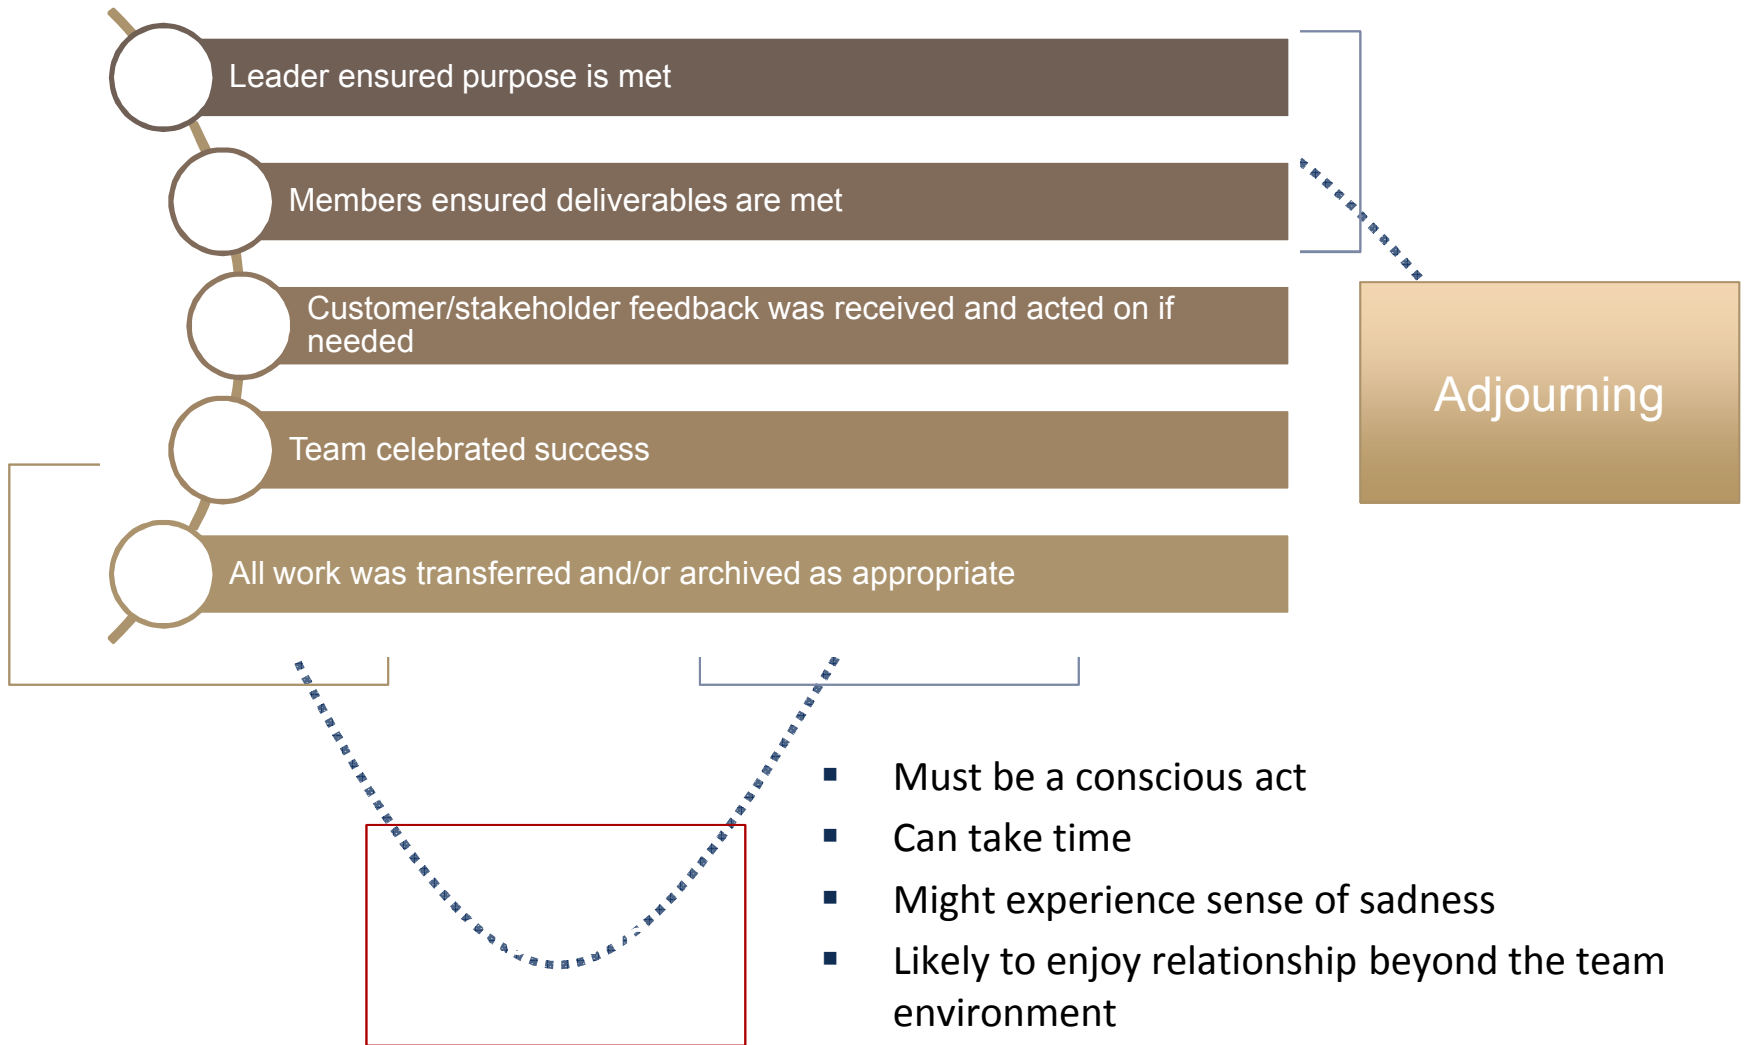 Leader ensured purpose is met
Members ensured deliverables are met
Customer/stakeholder feedback was received and acted on if
needed
Team celebrated success
All work was transferred and/or archived as appropriate
Adjourning
▪ Must be a conscious act
▪ Can take time
▪ Might experience sense of sadness
▪ Likely to enjoy relationship beyond the team
environment